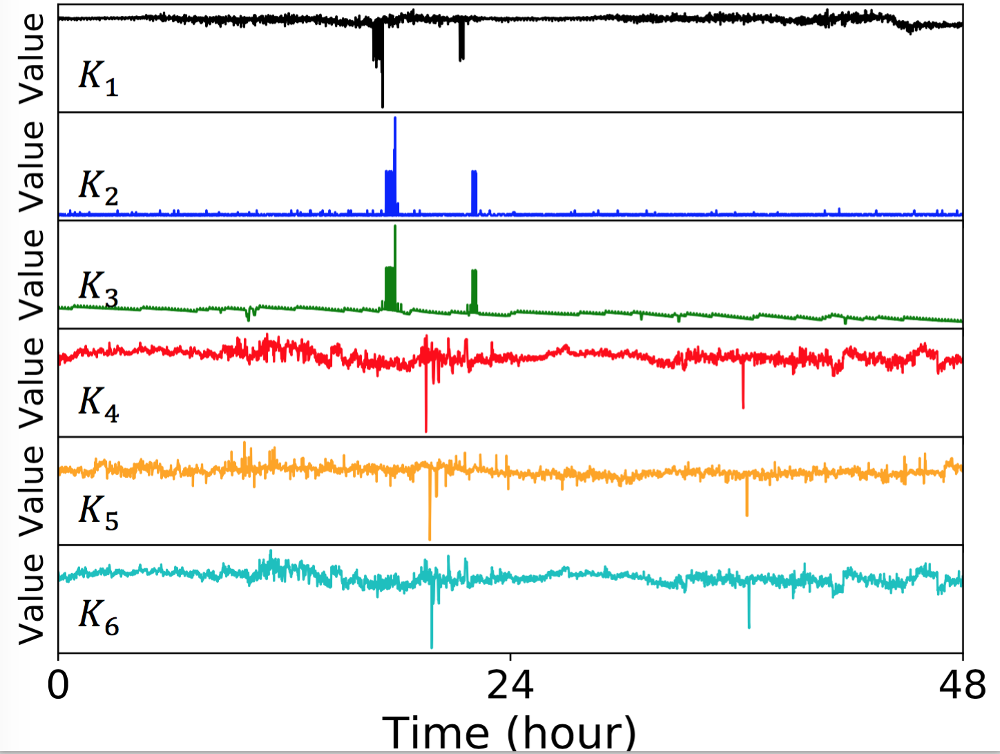 Value
K1
Value
K2
Value
K3
Value
K4
Value
K5
Value
K6
0 24 48
Time (hour)